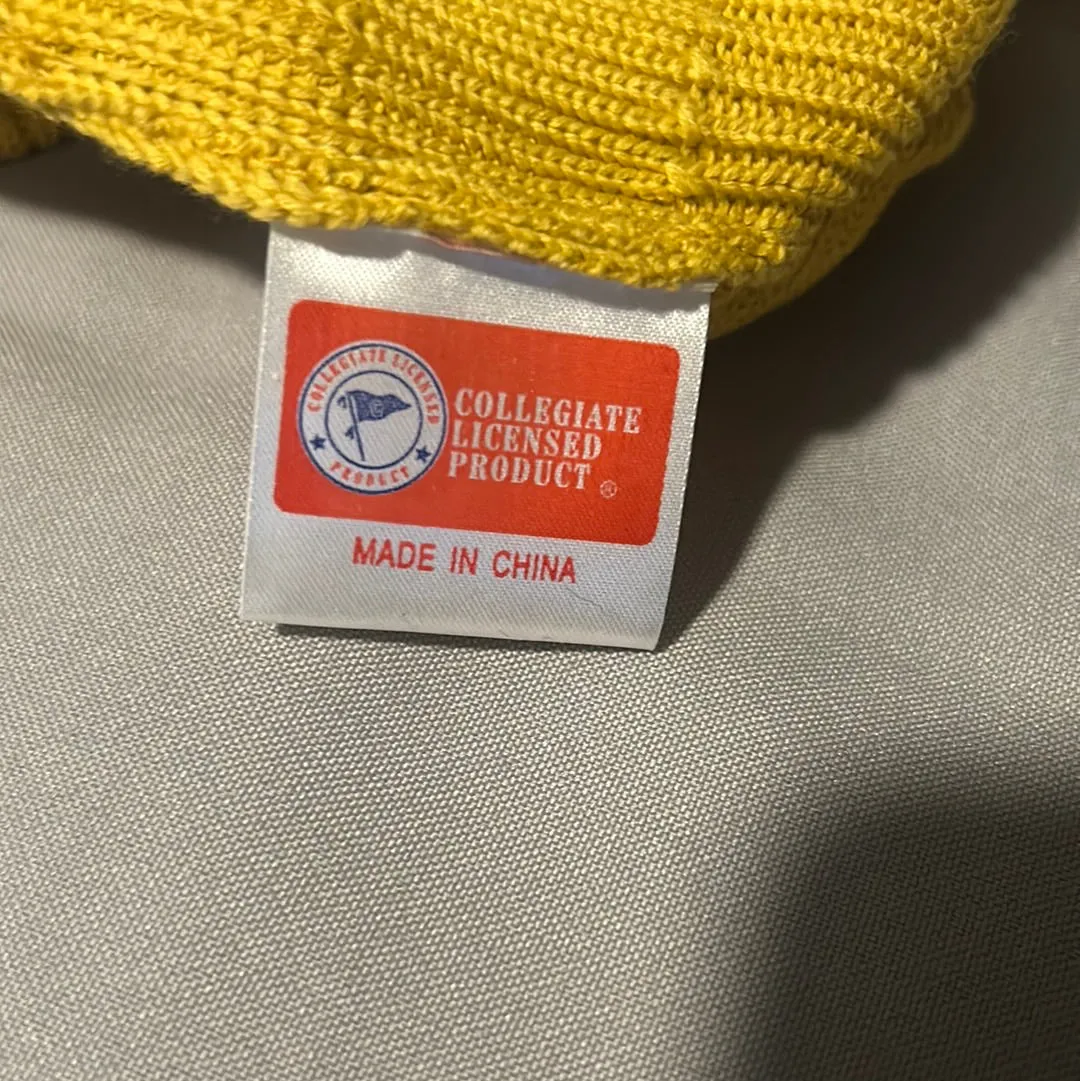 COLLEGIATE LICENSED
PRODUCT
COLLEGIATE
LICENSED
PRODUCT ®
MADE IN CHINA